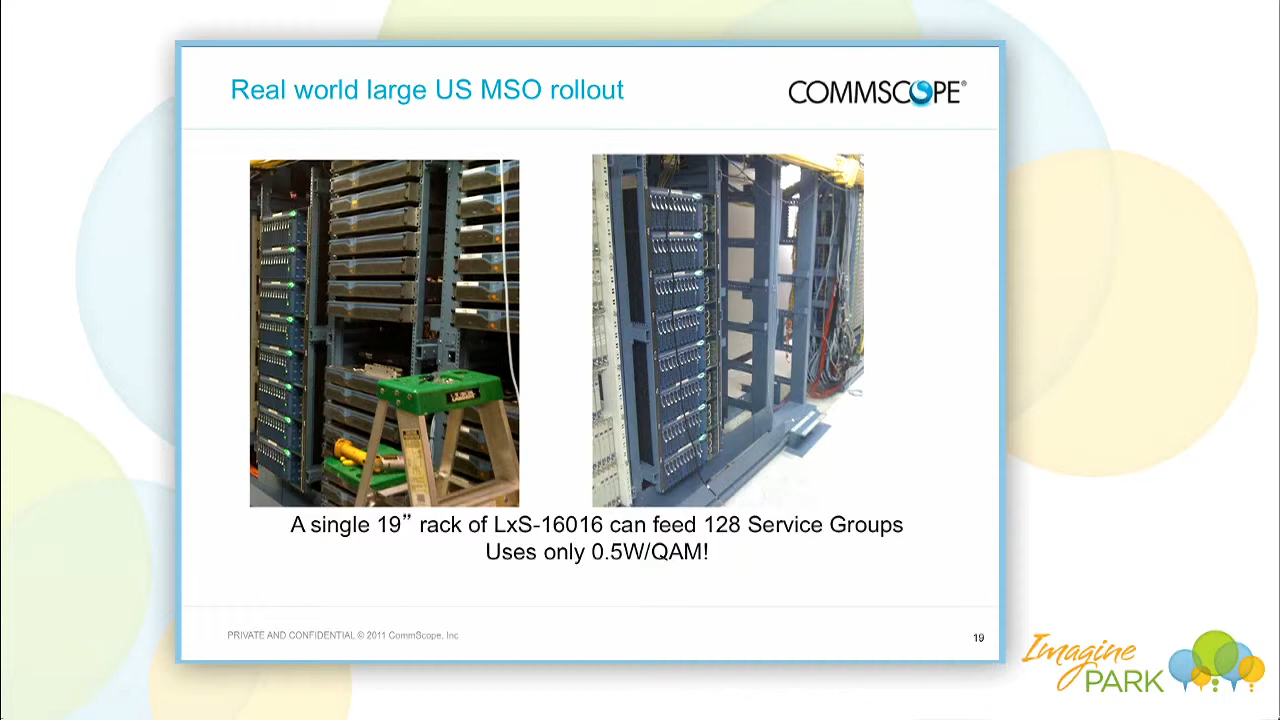 Real world large US MSO rollout
COMMSCOPE®
A single 19” rack of LxS-16016 can feed 128 Service Groups
Uses only 0.5W/QAM!
PRIVATE AND CONFIDENTIAL © 2011 CommScope, Inc
19
Imagine
PARK